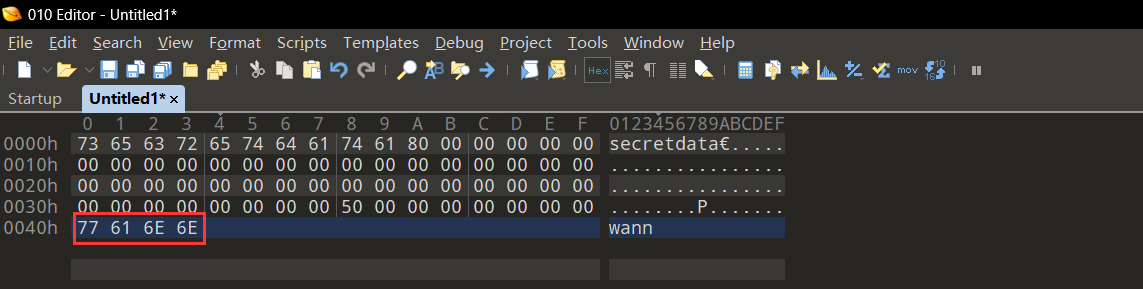 010 Editor - Untitled1*
File Edit Search View Format Scripts Templates Debug Project Tools Window Help
Hex mov 10 16
Startup Untitled1* ×
0 1 2 3 4 5 6 7 8 9 A B C D E F 0123456789ABCDEF
0000h 73 65 63 72 65 74 64 61 74 61 80 00 00 00 00 00 secretdata€.....
0010h 00 00 00 00 00 00 00 00 00 00 00 00 00 00 00 00 ................
0020h 00 00 00 00 00 00 00 00 00 00 00 00 00 00 00 00 ................
0030h 00 00 00 00 00 00 00 00 50 00 00 00 00 00 00 00 ........P.......
0040h 77 61 6E 6E wann